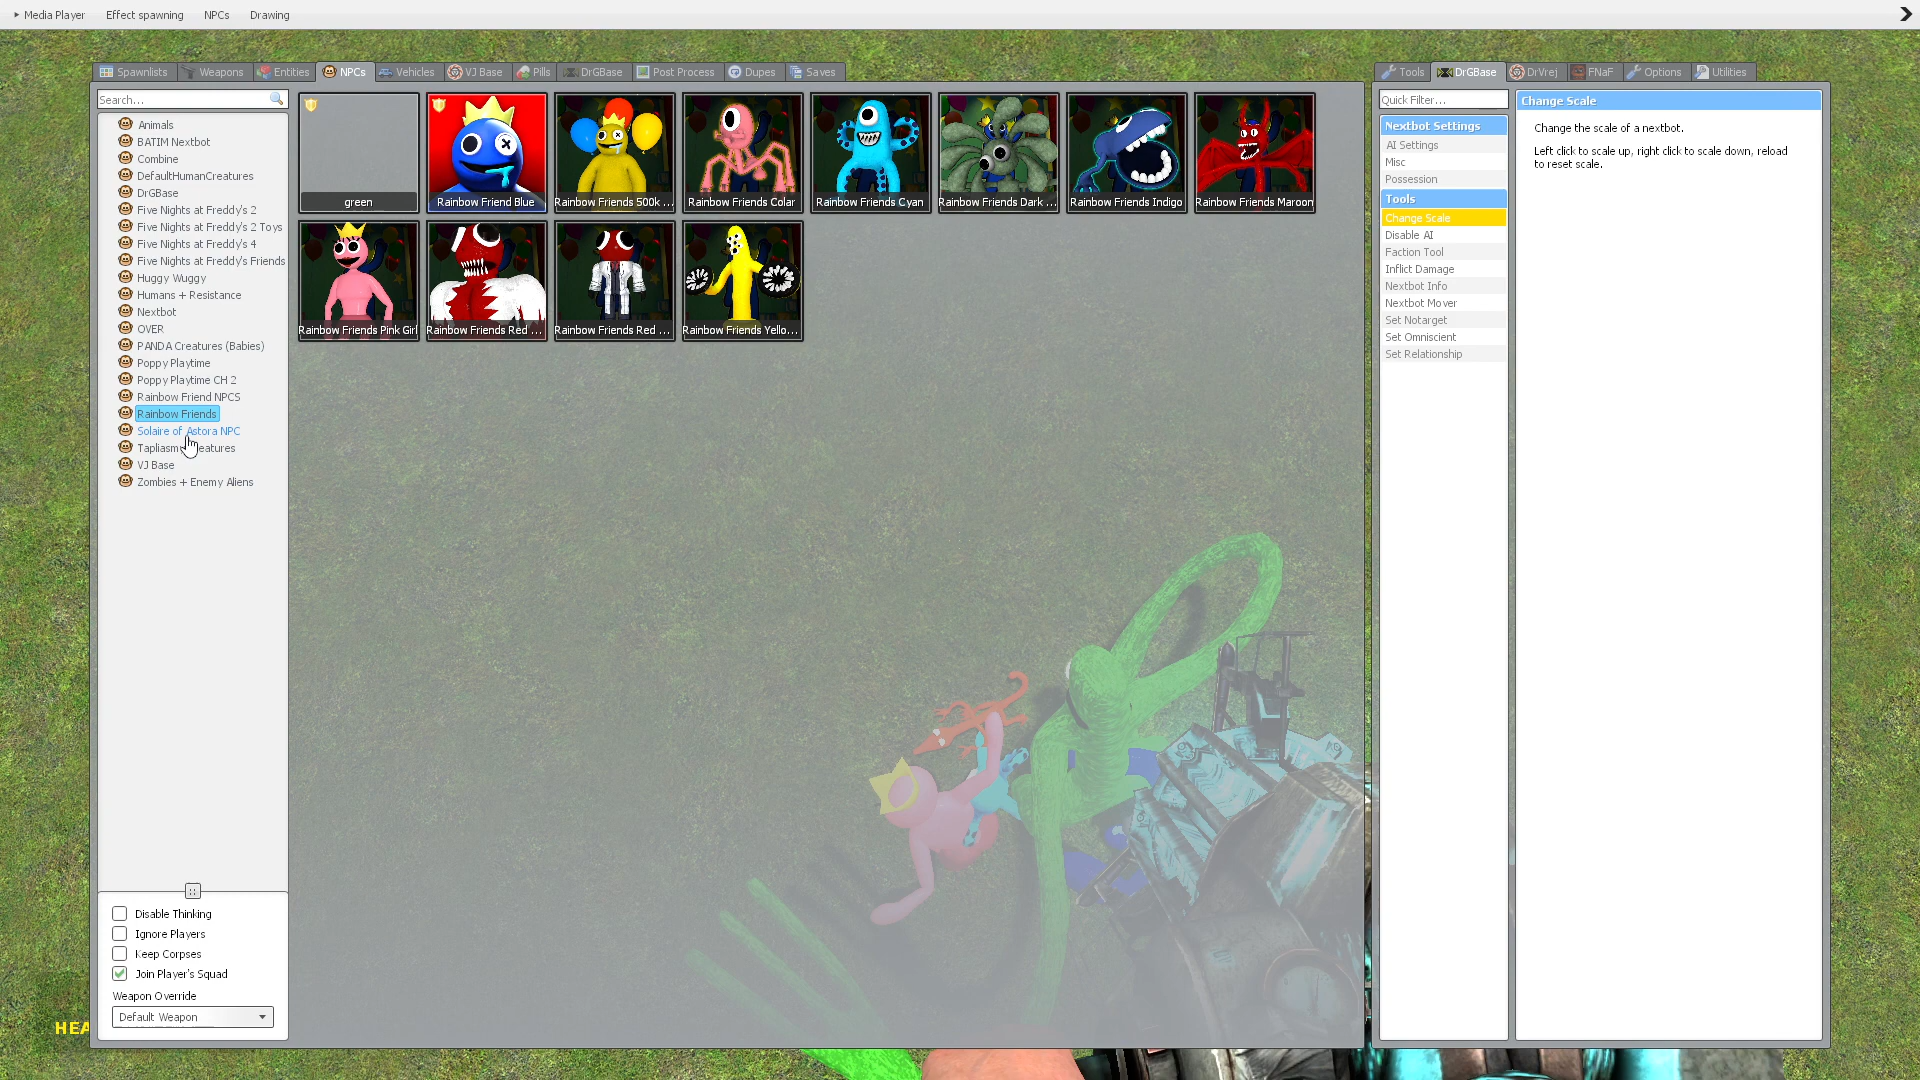 Media Player Effect spawning NPCs Drawing
Spawnlists Weapons Entities NPCs Vehicles VJ Base Pills DrGBase Post Process Dupes Saves
Tools DrGBase DrVrej FNaF Options Utilities
Search...
Animals
BATIM Nextbot
Combine
DefaultHumanCreatures
DrGBase
Five Nights at Freddy's 2
Five Nights at Freddy's 2 Toys
Five Nights at Freddy's 4
Five Nights at Freddy's Friends
Huggy Wuggy
Humans + Resistance
Nextbot
OVER
PANDA Creatures (Babies)
Poppy Playtime
Poppy Playtime CH 2
Rainbow Friend NPCS
Rainbow Friends
Solaire of Astora NPC
VJ Base
Zombies + Enemy Aliens
Disable Thinking
Ignore Players
Keep Corpses
Join Player's Squad
Weapon Override
Default Weapon
green
Rainbow Friend Blue
Rainbow Friends 500k ...
Rainbow Friends Colar
Rainbow Friends Cyan
Rainbow Friends Dark ...
Rainbow Friends Indigo
Rainbow Friends Maroon
Rainbow Friends Pink Girl
Rainbow Friends Red ...
Rainbow Friends Red ...
Rainbow Friends Yello...
Quick Filter...
Nextbot Settings
AI Settings
Misc
Possession
Tools
Change Scale
Disable AI
Faction Tool
Inflict Damage
Nextbot Info
Nextbot Mover
Set Notarget
Set Omniscient
Set Relationship
Change Scale
Change the scale of a nextbot.
Left click to scale up, right click to scale down, reload
to reset scale.
HEA